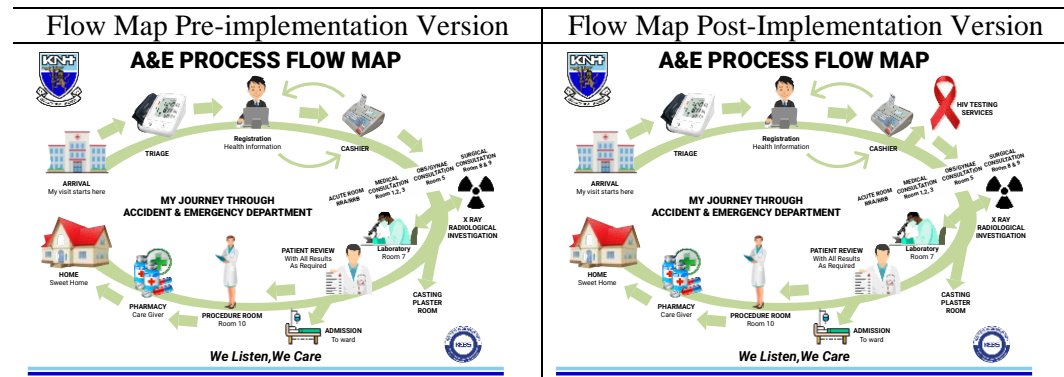 Flow Map Pre-implementation Version
KNH
A&E PROCESS FLOW MAP
TRIAGE
Registration
Health Information
CASHIER
ARRIVAL
My visit starts here
ACUTE ROOM
RRA/RRB
MEDICAL
CONSULTATION
Room 1,2, 3
OBS/GYNAE
CONSULTATION
Room 5
SURGICAL
CONSULTATION
Room 8 & 9
MY JOURNEY THROUGH
ACCIDENT & EMERGENCY DEPARTMENT
X RAY
RADIOLOGICAL
INVESTIGATION
Laboratory
Room 7
PATIENT REVIEW
With All Results
As Required
HOME
Sweet Home
PHARMACY
Care Giver
PROCEDURE ROOM
Room 10
CASTING
PLASTER
ROOM
ADMISSION
To ward
We Listen,We Care
KEBS
Flow Map Post-Implementation Version
KNH
A&E PROCESS FLOW MAP
HIV TESTING
SERVICES
TRIAGE
Registration
Health Information
CASHIER
ARRIVAL
My visit starts here
ACUTE ROOM
RRA/RRB
MEDICAL
CONSULTATION
Room 1,2, 3
OBS/GYNAE
CONSULTATION
Room 5
SURGICAL
CONSULTATION
Room 8 & 9
MY JOURNEY THROUGH
ACCIDENT & EMERGENCY DEPARTMENT
X RAY
RADIOLOGICAL
INVESTIGATION
Laboratory
Room 7
PATIENT REVIEW
With All Results
As Required
HOME
Sweet Home
PHARMACY
Care Giver
PROCEDURE ROOM
Room 10
CASTING
PLASTER
ROOM
ADMISSION
To ward
We Listen,We Care
KEBS